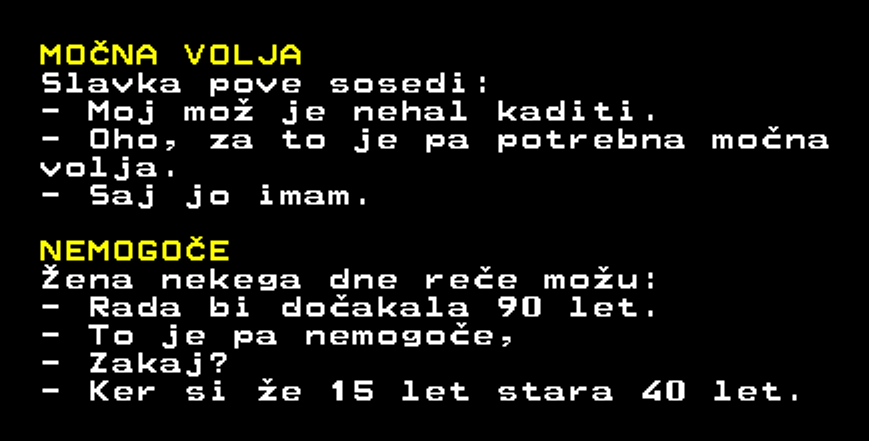 MOČNA VOLJA
Slavka pove sosedi:
- Moj mož je nehal kaditi.
- Oho, za to je pa potrebna močna
volja.
- Saj jo imam.
NEMOGOČE
Žena nekega dne reče možu:
- Rada bi dočakala 90 let.
- To je pa nemogoče,
- Zakaj?
- Ker si že 15 let stara 40 let.